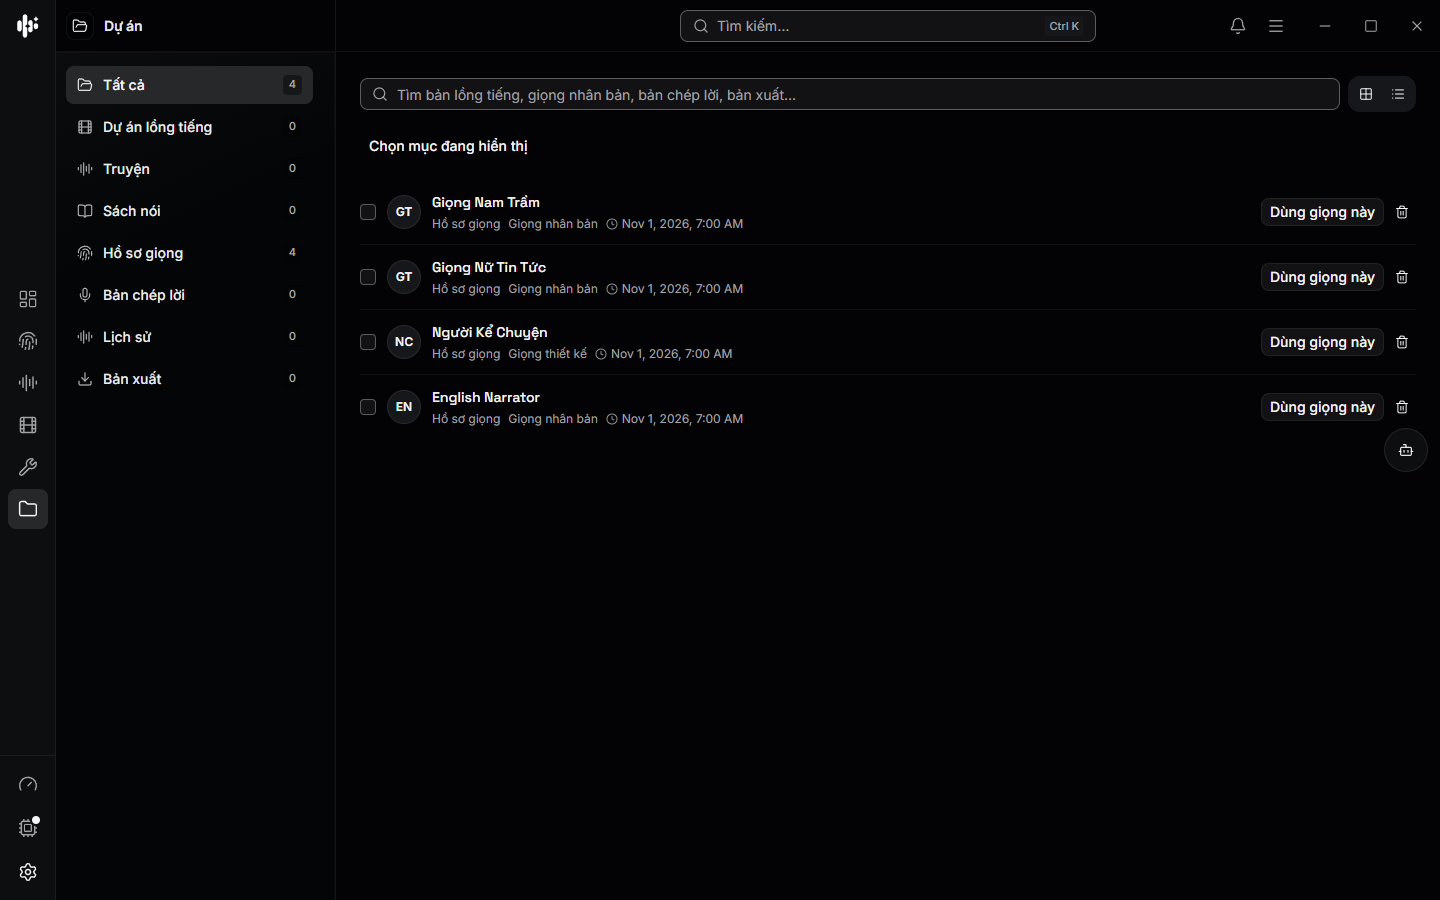 Dự án
Tìm kiếm...
Ctrl K
Tất cả
4
Dự án lồng tiếng
0
Truyện
0
Sách nói
0
Hồ sơ giọng
4
Bản chép lời
0
Lịch sử
0
Bản xuất
0
Tìm bản lồng tiếng, giọng nhân bản, bản chép lời, bản xuất...
Chọn mục đang hiển thị
GT
Giọng Nam Trầm
Hồ sơ giọng Giọng nhân bản Nov 1, 2026, 7:00 AM
Dùng giọng này
GT
Giọng Nữ Tin Tức
Hồ sơ giọng Giọng nhân bản Nov 1, 2026, 7:00 AM
Dùng giọng này
NC
Người Kể Chuyện
Hồ sơ giọng Giọng thiết kế Nov 1, 2026, 7:00 AM
Dùng giọng này
EN
English Narrator
Hồ sơ giọng Giọng nhân bản Nov 1, 2026, 7:00 AM
Dùng giọng này